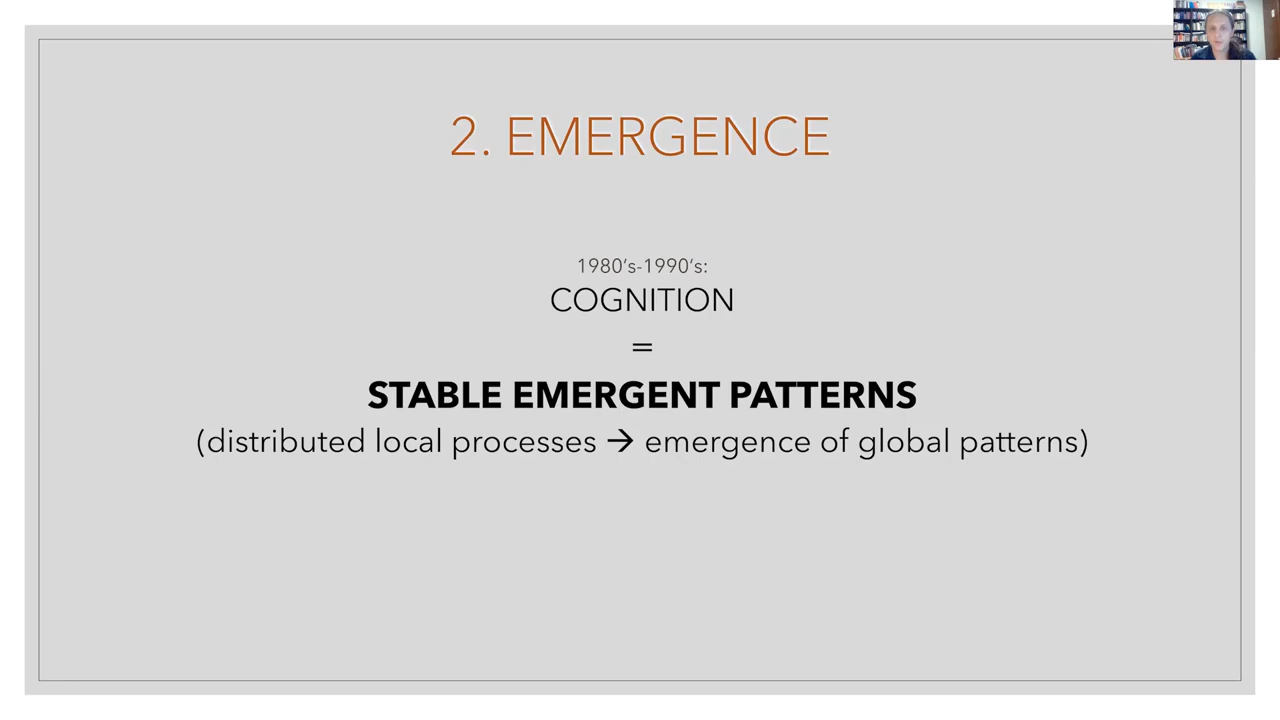 2. EMERGENCE
1980's-1990's:
COGNITION
=
STABLE EMERGENT PATTERNS
(distributed local processes → emergence of global patterns)